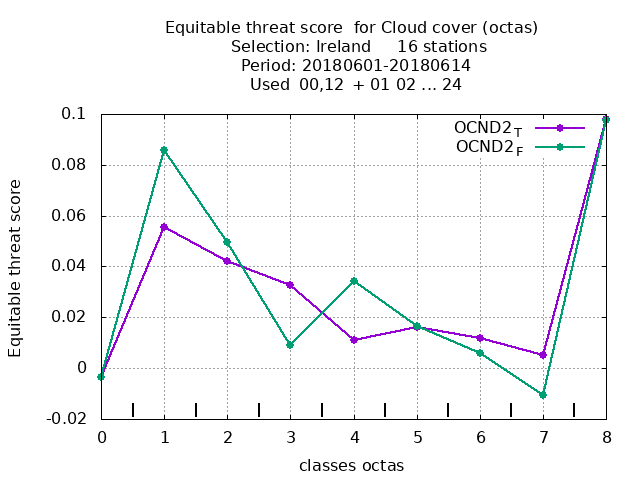 Equitable threat score  for Cloud cover (octas)
Selection: Ireland     16 stations
Period: 20180601-20180614
Used  00,12  + 01 02 ... 24
OCND2T
OCND2F
0.1
0.08
0.06
0.04
0.02
0
-0.02
Equitable threat score
0 1 2 3 4 5 6 7 8
classes octas